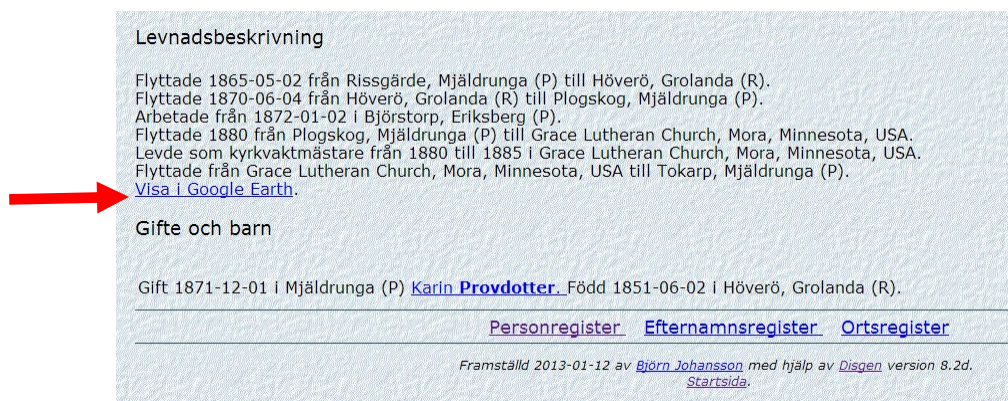 Levnadsbeskrivning
Flyttade 1865-05-02 från Rissgärde, Mjäldrunga (P) till Höverö, Grolanda (R).
Flyttade 1870-06-04 från Höverö, Grolanda (R) till Plogskog, Mjäldrunga (P).
Arbetade från 1872-01-02 i Björstorp, Eriksberg (P).
Flyttade 1880 från Plogskog, Mjäldrunga (P) till Grace Lutheran Church, Mora, Minnesota, USA.
Levde som kyrkvaktmästare från 1880 till 1885 i Grace Lutheran Church, Mora, Minnesota, USA.
Flyttade från Grace Lutheran Church, Mora, Minnesota, USA till Tokarp, Mjäldrunga (P).
Visa i Google Earth.
Gifte och barn
Gift 1871-12-01 i Mjäldrunga (P) Karin Provdotter. Född 1851-06-02 i Höverö, Grolanda (R).
Personregister Efternamnsregister Ortsregister
Framställd 2013-01-12 av Björn Johansson med hjälp av Disgen version 8.2d.
Startsida.